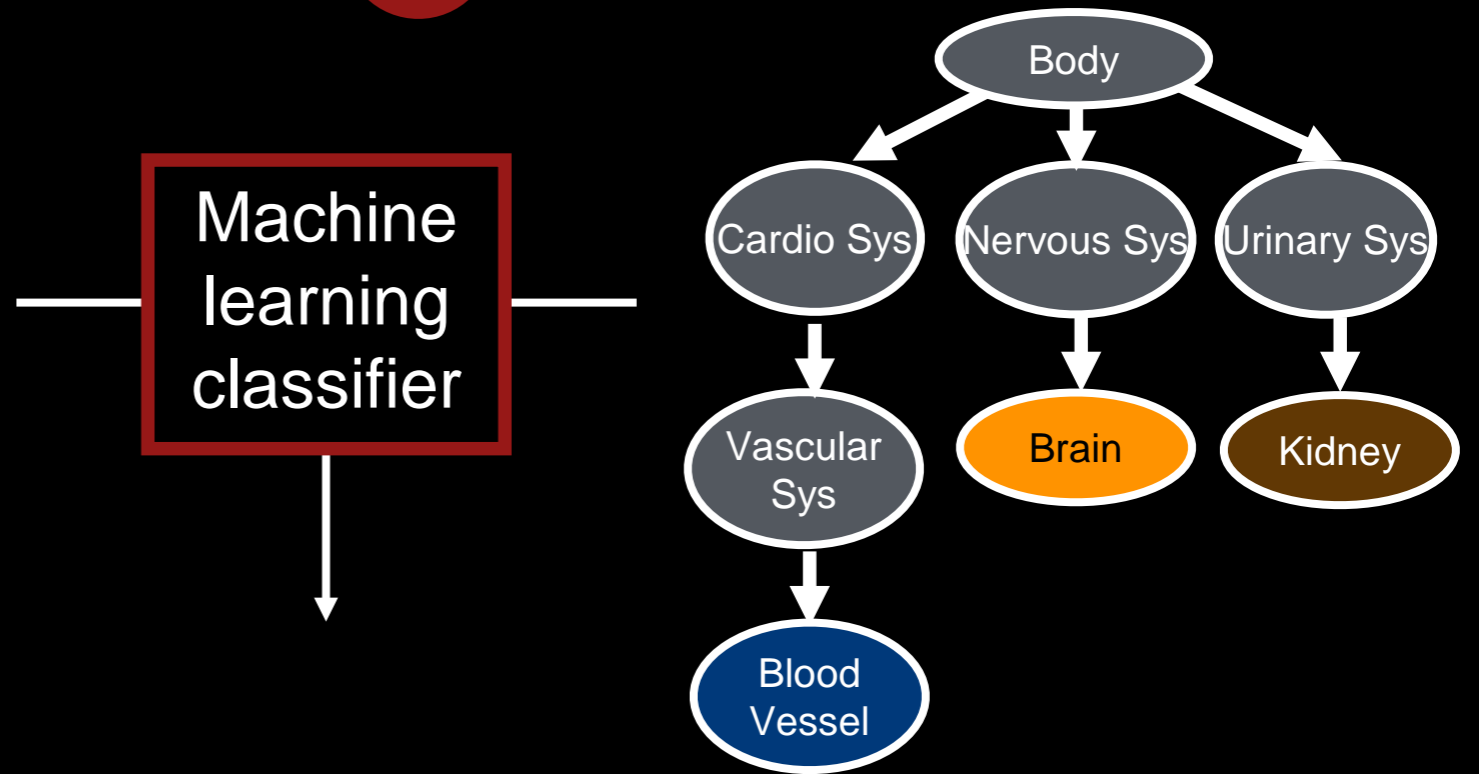 Machine
learning
classifier
Body
Cardio Sys
Nervous Sys
Urinary Sys
Vascular
Sys
Brain
Kidney
Blood
Vessel